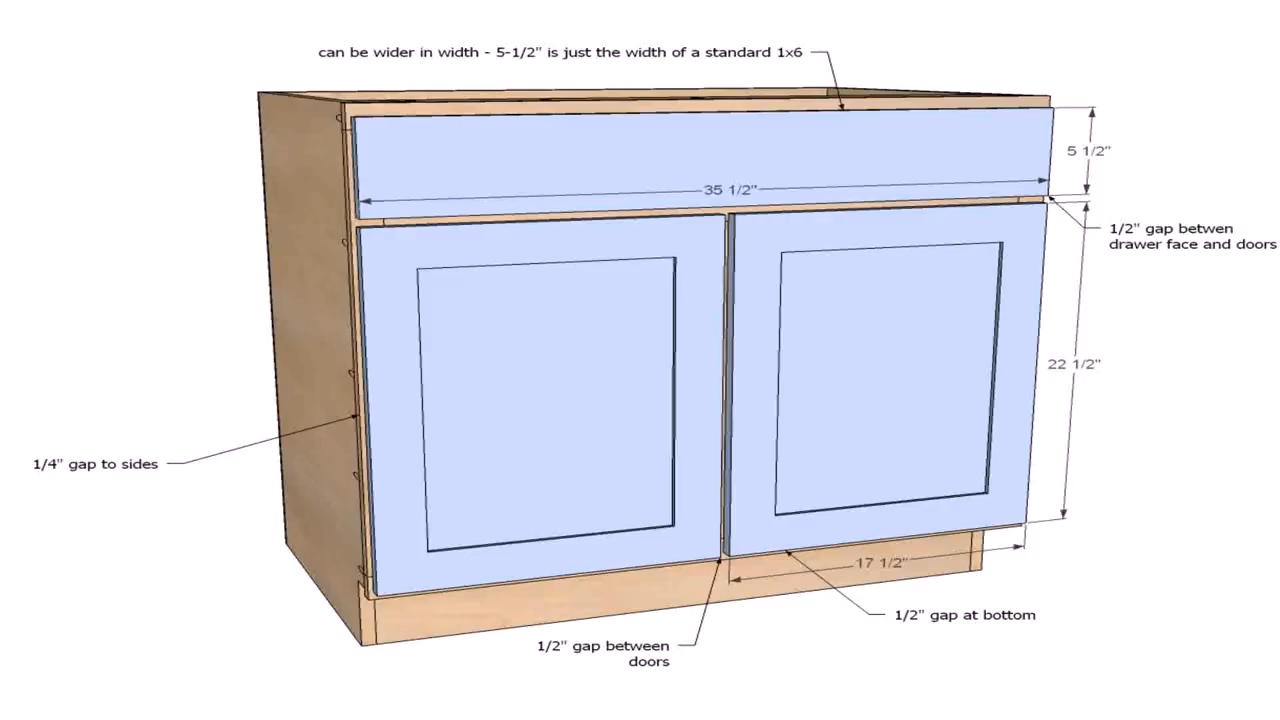 can be wider in width - 5-1/2" is just the width of a standard 1x6
5 1/2"
35 1/2"
1/2" gap betwen
drawer face and doors
22 1/2"
1/4" gap to sides
17 1/2"
1/2" gap at bottom
1/2" gap between
doors